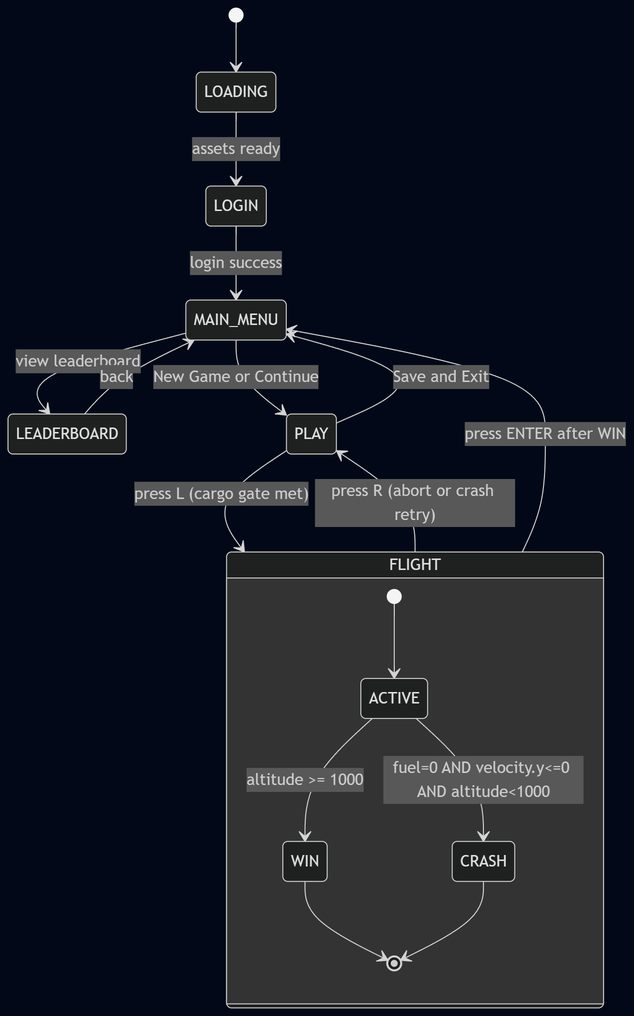 LOADING
assets ready
LOGIN
login success
MAIN_MENU
view leaderboard
back
New Game or Continue
Save and Exit
LEADERBOARD
PLAY
press ENTER after WIN
press L (cargo gate met)
press R (abort or crash
retry)
FLIGHT
ACTIVE
altitude >= 1000
fuel=0 AND velocity.y<=0
AND altitude<1000
WIN
CRASH